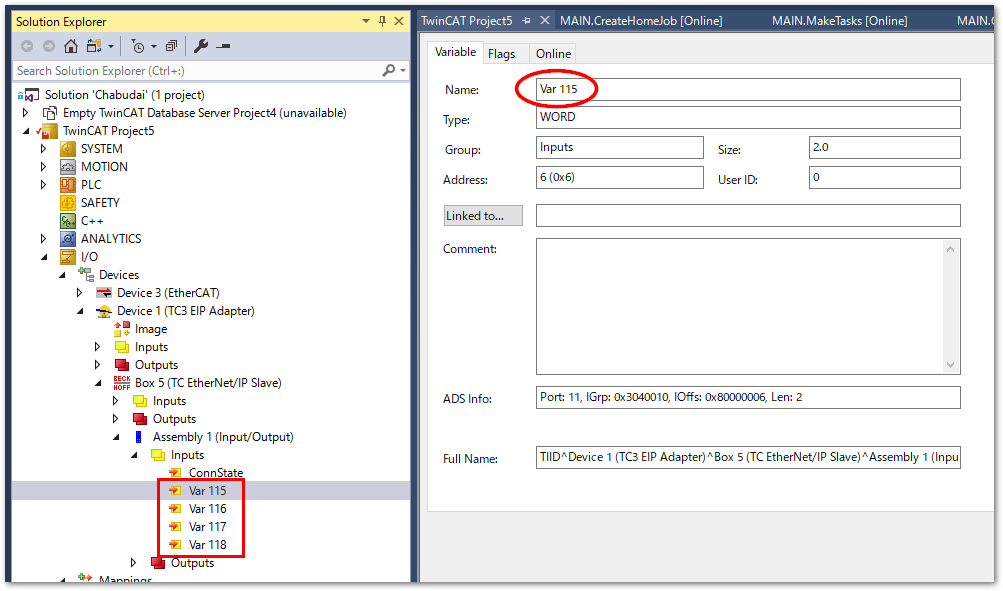 Solution Explorer
Search Solution Explorer (Ctrl+:)
Solution 'Chabudai' (1 project)
Empty TwinCAT Database Server Project4 (unavailable)
TwinCAT Project5
SYSTEM
MOTION
PLC
SAFETY
C++
ANALYTICS
I/O
Devices
Device 3 (EtherCAT)
Device 1 (TC3 EIP Adapter)
Image
Inputs
Outputs
BECK
HOFF
Box 5 (TC EtherNet/IP Slave)
Inputs
Outputs
Assembly 1 (Input/Output)
Inputs
ConnState
Var 115
Var 116
Var 117
Var 118
Outputs
Mappings
TwinCAT Project5 MAIN.CreateHomeJob [Online] MAIN.MakeTasks [Online] MAIN.
Variable Flags Online
Name: Var 115
Type: WORD
Group: Inputs Size: 2.0
Address: 6 (0x6) User ID: 0
Linked to...
Comment:
ADS Info: Port: 11, IGrp: 0x3040010, IOffs: 0x80000006, Len: 2
Full Name: TIID^Device 1 (TC3 EIP Adapter)^Box 5 (TC EtherNet/IP Slave)^Assembly 1 (Inpu